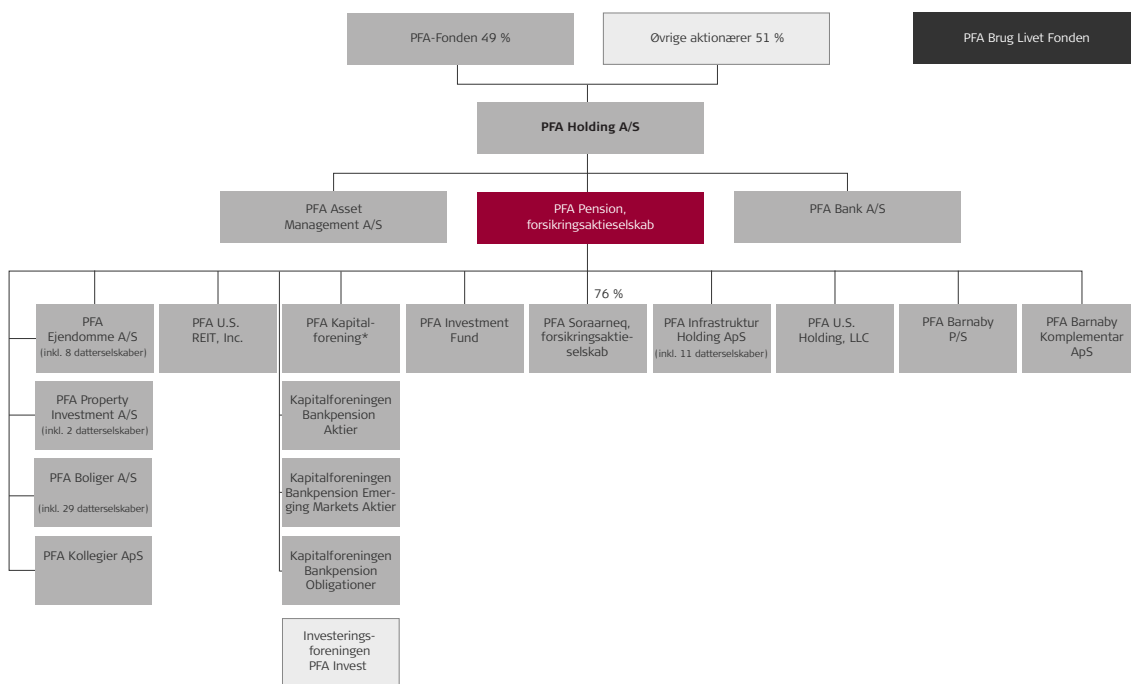 PFA-Fonden 49 %
Øvrige aktionærer 51 %
PFA Brug Livet Fonden
PFA Holding A/S
PFA Asset
Management A/S
PFA Pension,
forsikringsaktieselskab
PFA Bank A/S
76 %
PFA
Ejendomme A/S
(inkl. 8 datterselskaber)
PFA U.S.
REIT, Inc.
PFA Kapital-
forening*
PFA Investment
Fund
PFA Soraarneq,
forsikringsaktie-
selskab
PFA Infrastruktur
Holding ApS
(inkl. 11 datterselskaber)
PFA U.S.
Holding, LLC
PFA Barnaby
P/S
PFA Barnaby
Komplementar
ApS
PFA Property
Investment A/S
(inkl. 2 datterselskaber)
Kapitalforeningen
Bankpension
Aktier
PFA Boliger A/S
(inkl. 29 datterselskaber)
Kapitalforeningen
Bankpension Emer-
ging Markets Aktier
PFA Kollegier ApS
Kapitalforeningen
Bankpension
Obligationer
Investerings-
foreningen
PFA Invest